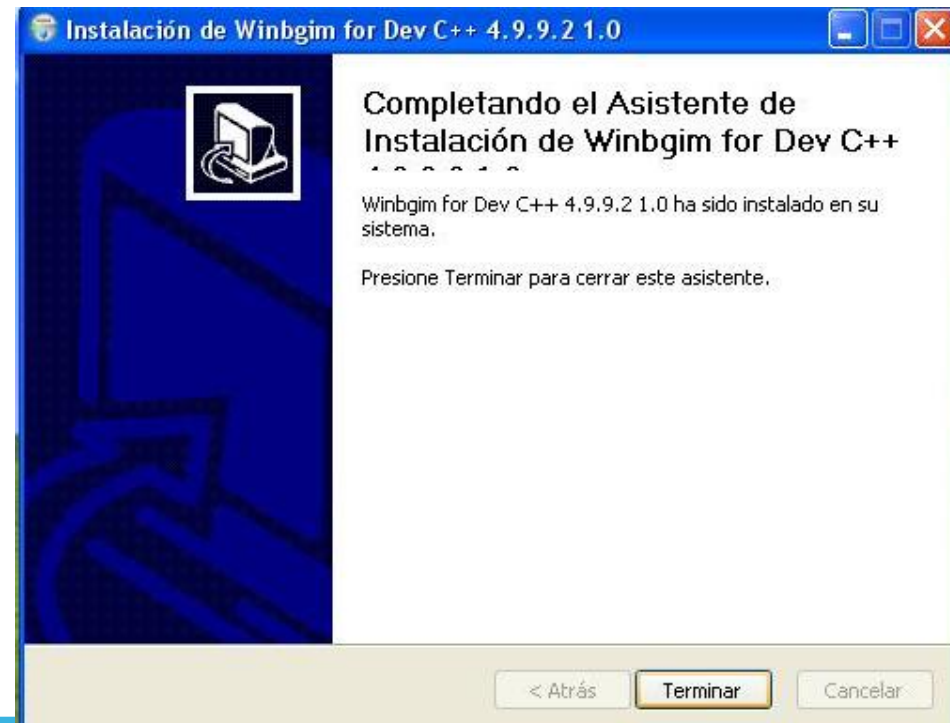 Instalación de Winbgim for Dev C++ 4.9.9.2 1.0
Completando el Asistente de
Instalación de Winbgim for Dev C++
Winbgim for Dev C++ 4.9.9.2 1.0 ha sido instalado en su
sistema.
Presione Terminar para cerrar este asistente.
< Atrás
Terminar
Cancelar